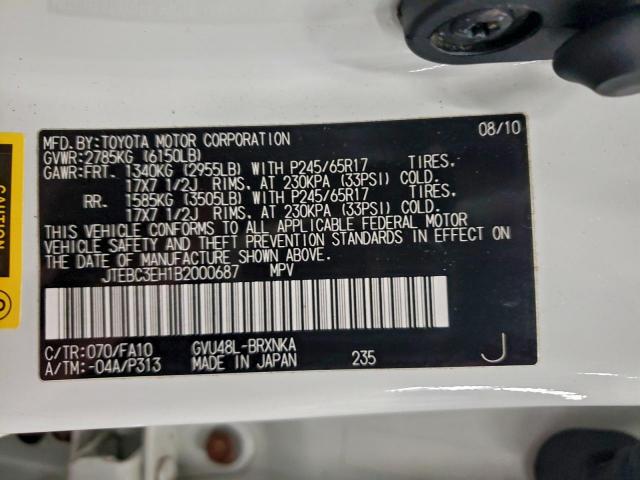 MFD. BY: TOYOTA MOTOR CORPORATION 08/10
GVWR: 2785KG (6150LB)
GAWR: FRT. 1340KG (2955LB) WITH P245/65R17 TIRES.
17X7 1/2J RIMS. AT 230KPA (33PSI) COLD.
RR. 1585KG (3505LB) WITH P245/65R17 TIRES.
17X7 1/2J RIMS. AT 230KPA (33PSI) COLD.
THIS VEHICLE CONFORMS TO ALL APPLICABLE FEDERAL MOTOR
VEHICLE SAFETY AND THEFT PREVENTION STANDARDS IN EFFECT ON
THE DATE OF MANUFACTURE SHOWN ABOVE.
JTEBC3EH1B2000687 MPV
C/TR: 070/FA10 GVU48L-BRXNKA
A/TM: -04A/P313 MADE IN JAPAN 235 J
CAUTION